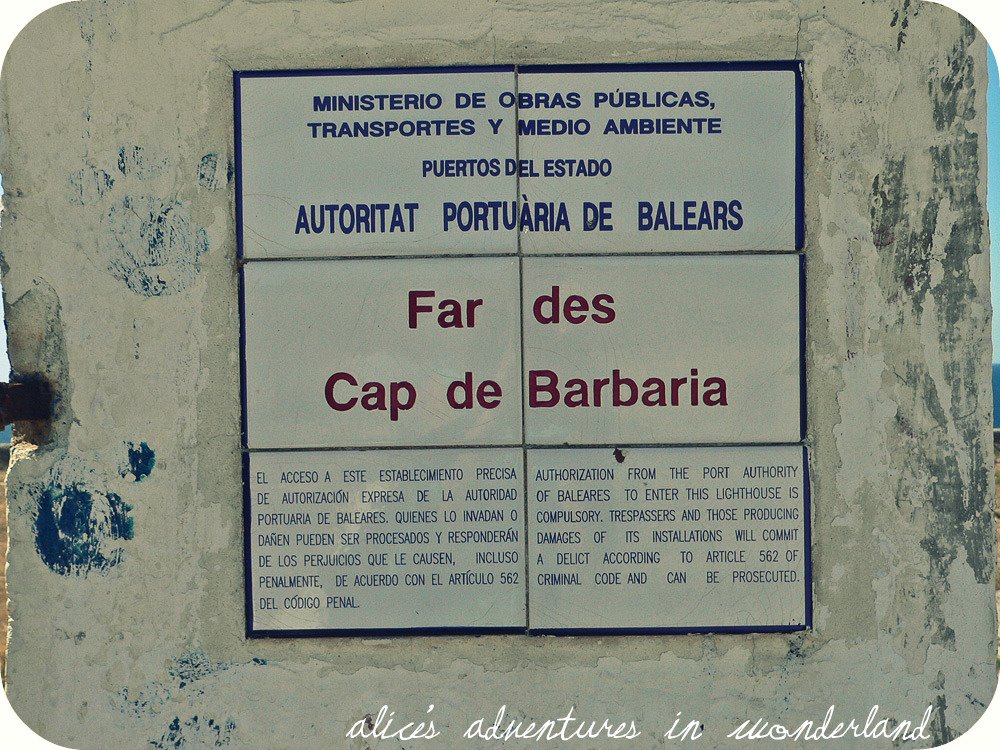 MINISTERIO DE OBRAS PÚBLICAS,
TRANSPORTES Y MEDIO AMBIENTE
PUERTOS DEL ESTADO
AUTORITAT PORTUÀRIA DE BALEARS
Far des
Cap de Barbaria
EL ACCESO A ESTE ESTABLECIMIENTO PRECISA
DE AUTORIZACIÓN EXPRESA DE LA AUTORIDAD
PORTUARIA DE BALEARES. QUIENES LO INVADAN O
DAÑEN PUEDEN SER PROCESADOS Y RESPONDERÁN
DE LOS PERJUICIOS QUE LE CAUSEN, INCLUSO
PENALMENTE, DE ACUERDO CON EL ARTÍCULO 562
DEL CÓDIGO PENAL.
AUTHORIZATION FROM THE PORT AUTHORITY
OF BALEARES TO ENTER THIS LIGHTHOUSE IS
COMPULSORY. TRESPASSERS AND THOSE PRODUCING
DAMAGES OF ITS INSTALLATIONS WILL COMMIT
A DELICT ACCORDING TO ARTICLE 562 OF
CRIMINAL CODE AND CAN BE PROSECUTED.
alice's adventures in wonderland